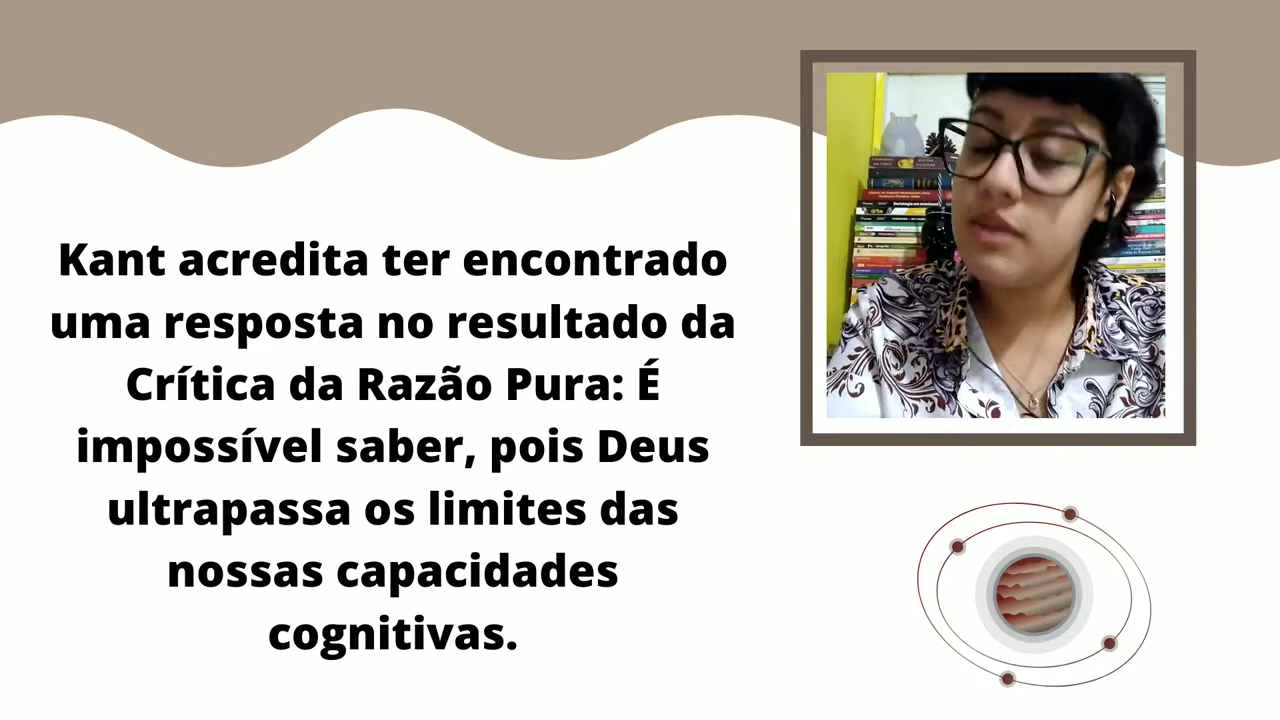 Kant acredita ter encontrado
uma resposta no resultado da
Crítica da Razão Pura: É
impossível saber, pois Deus
ultrapassa os limites das
nossas capacidades
cognitivas.